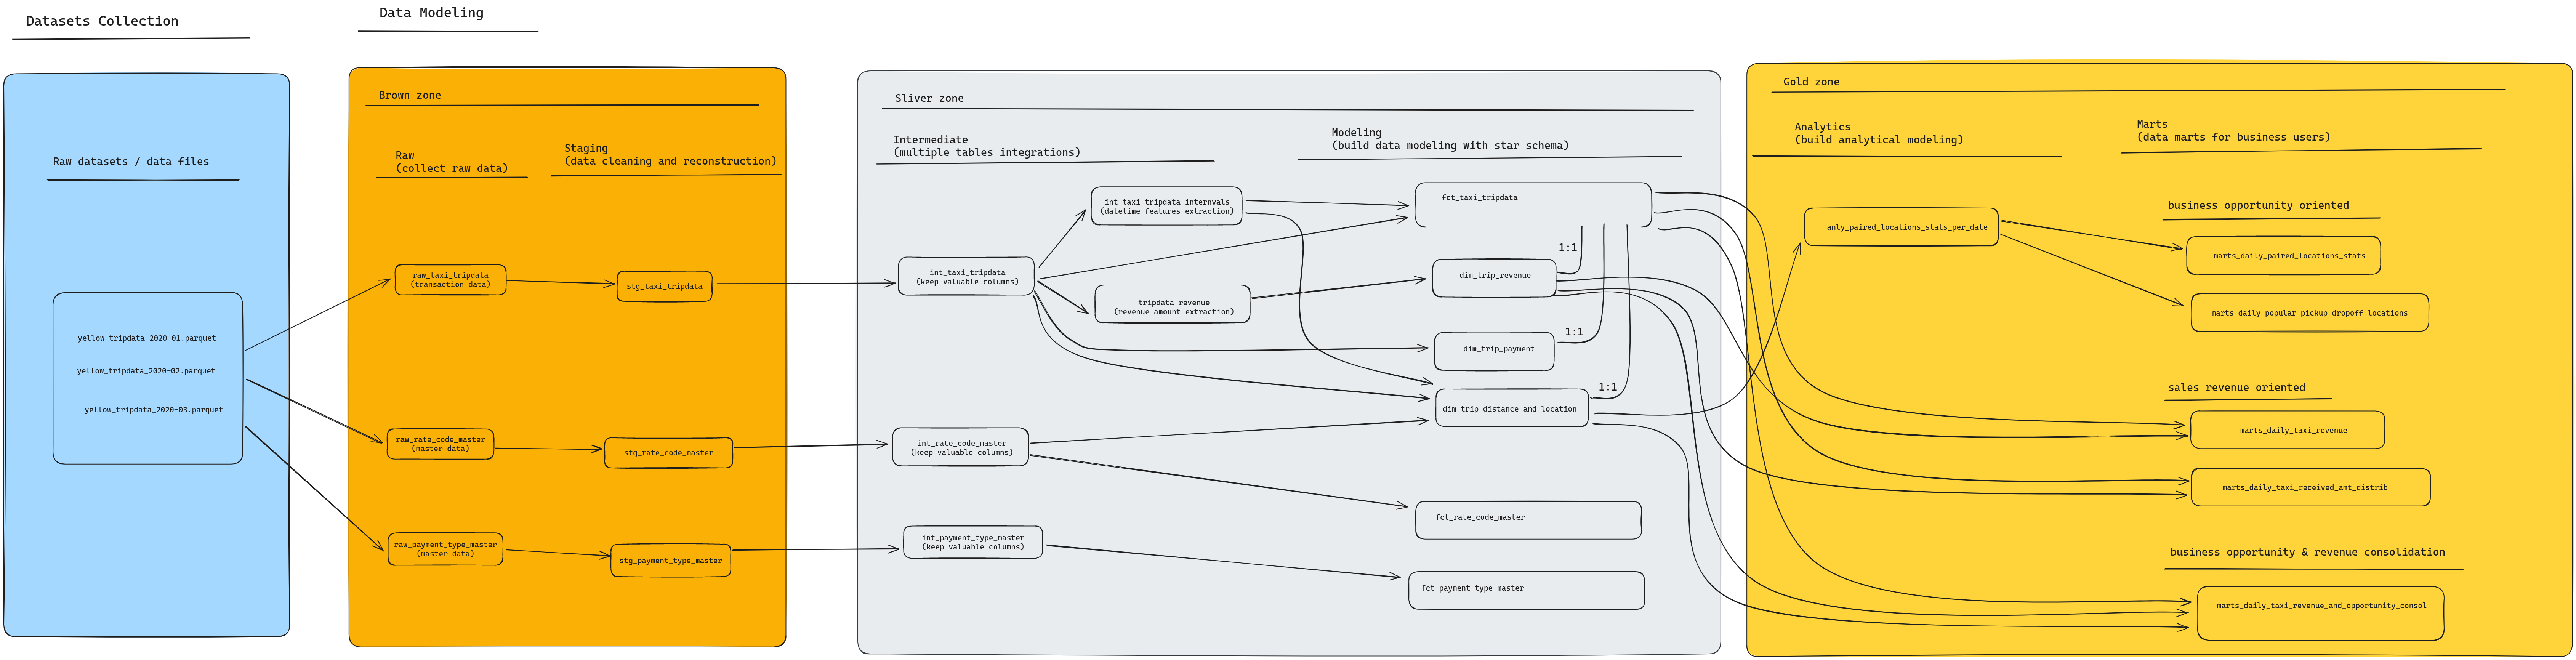 Datasets Collection
Data Modeling
Raw datasets / data files
yellow_tripdata_2020-01.parquet
yellow_tripdata_2020-02.parquet
yellow_tripdata_2020-03.parquet
Brown zone
Raw
(collect raw data)
Staging
(data cleaning and reconstruction)
raw_taxi_tripdata
(transaction data)
stg_taxi_tripdata
raw_rate_code_master
(master data)
stg_rate_code_master
raw_payment_type_master
(master data)
stg_payment_type_master
Sliver zone
Intermediate
(multiple tables integrations)
Modeling
(build data modeling with star schema)
int_taxi_tripdata_internvals
(datetime features extraction)
int_taxi_tripdata
(keep valuable columns)
tripdata revenue
(revenue amount extraction)
int_rate_code_master
(keep valuable columns)
int_payment_type_master
(keep valuable columns)
fct_taxi_tripdata
1:1
dim_trip_revenue
1:1
dim_trip_payment
1:1
dim_trip_distance_and_location
fct_rate_code_master
fct_payment_type_master
Gold zone
Analytics
(build analytical modeling)
Marts
(data marts for business users)
anly_paired_locations_stats_per_date
business opportunity oriented
marts_daily_paired_locations_stats
marts_daily_popular_pickup_dropoff_locations
sales revenue oriented
marts_daily_taxi_revenue
marts_daily_taxi_received_amt_distrib
business opportunity & revenue consolidation
marts_daily_taxi_revenue_and_opportunity_consol